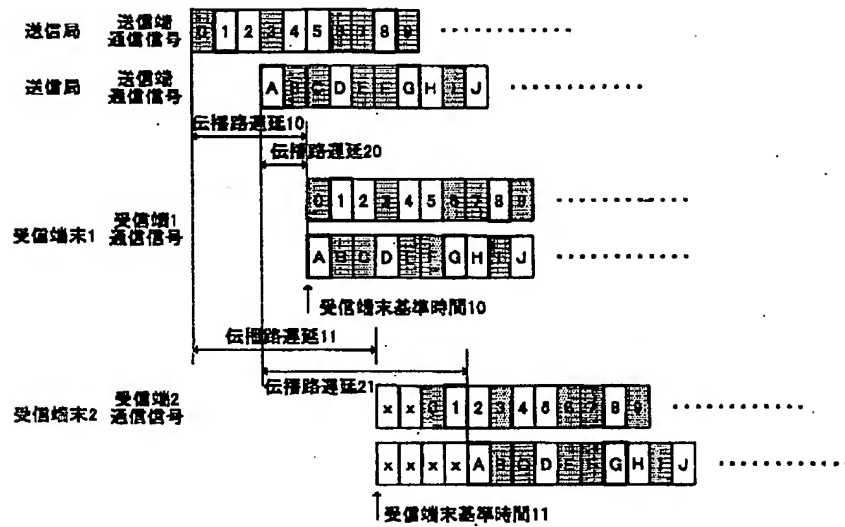 送信局 送信端 通信信号 0 1 2 3 4 5 6 7 8 9
送信局 送信端 通信信号 A B C D E F G H I J
伝播路遅延10
伝播路遅延20
受信端末1 受信端1 通信信号 0 1 2 3 4 5 6 7 8 9
A B C D E F G H I J
受信端末基準時間10
伝播路遅延11
伝播路遅延21
受信端末2 受信端2 通信信号 x x 0 1 2 3 4 5 6 7 8 9
x x x x A B C D E F G H I J
受信端末基準時間11